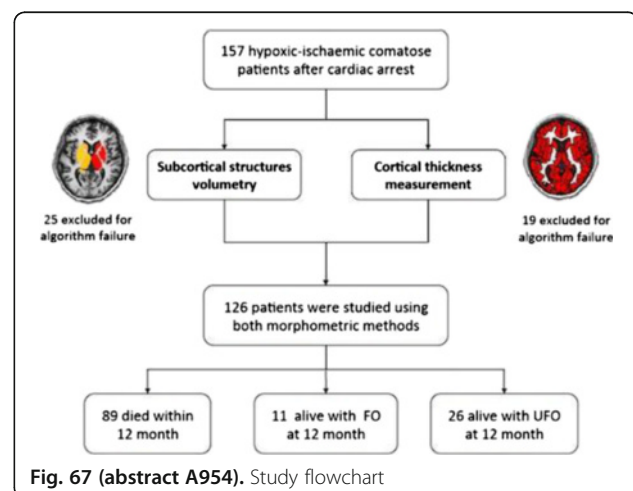 157 hypoxic-ischaemic comatose
patients after cardiac arrest
Subcortical structures
volumetry
Cortical thickness
measurement
25 excluded for
algorithm failure
19 excluded for
algorithm failure
126 patients were studied using
both morphometric methods
89 died within
12 month
11 alive with FO
at 12 month
26 alive with UFO
at 12 month
Fig. 67 (abstract A954). Study flowchart